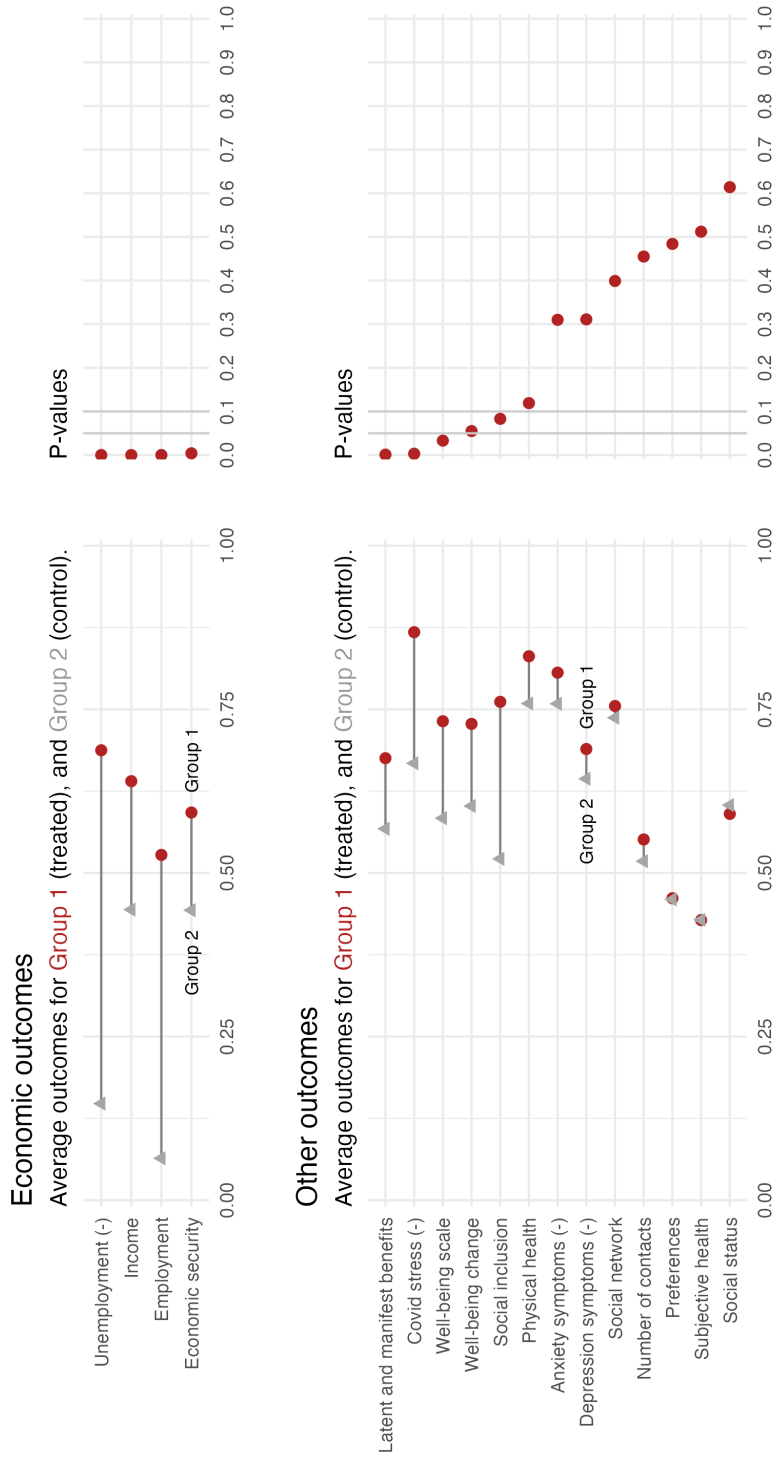 Economic outcomes
Average outcomes for Group 1 (treated), and Group 2 (control).
P-values
Unemployment (-)
Income
Employment
Economic security
Group 2
Group 1
0.00 0.25 0.50 0.75 1.00
0.0 0.1 0.2 0.3 0.4 0.5 0.6 0.7 0.8 0.9 1.0
Other outcomes
Average outcomes for Group 1 (treated), and Group 2 (control).
P-values
Latent and manifest benefits
Covid stress (-)
Well-being scale
Well-being change
Social inclusion
Physical health
Anxiety symptoms (-)
Depression symptoms (-)
Group 2
Group 1
Social network
Number of contacts
Preferences
Subjective health
Social status
0.00 0.25 0.50 0.75 1.00
0.0 0.1 0.2 0.3 0.4 0.5 0.6 0.7 0.8 0.9 1.0